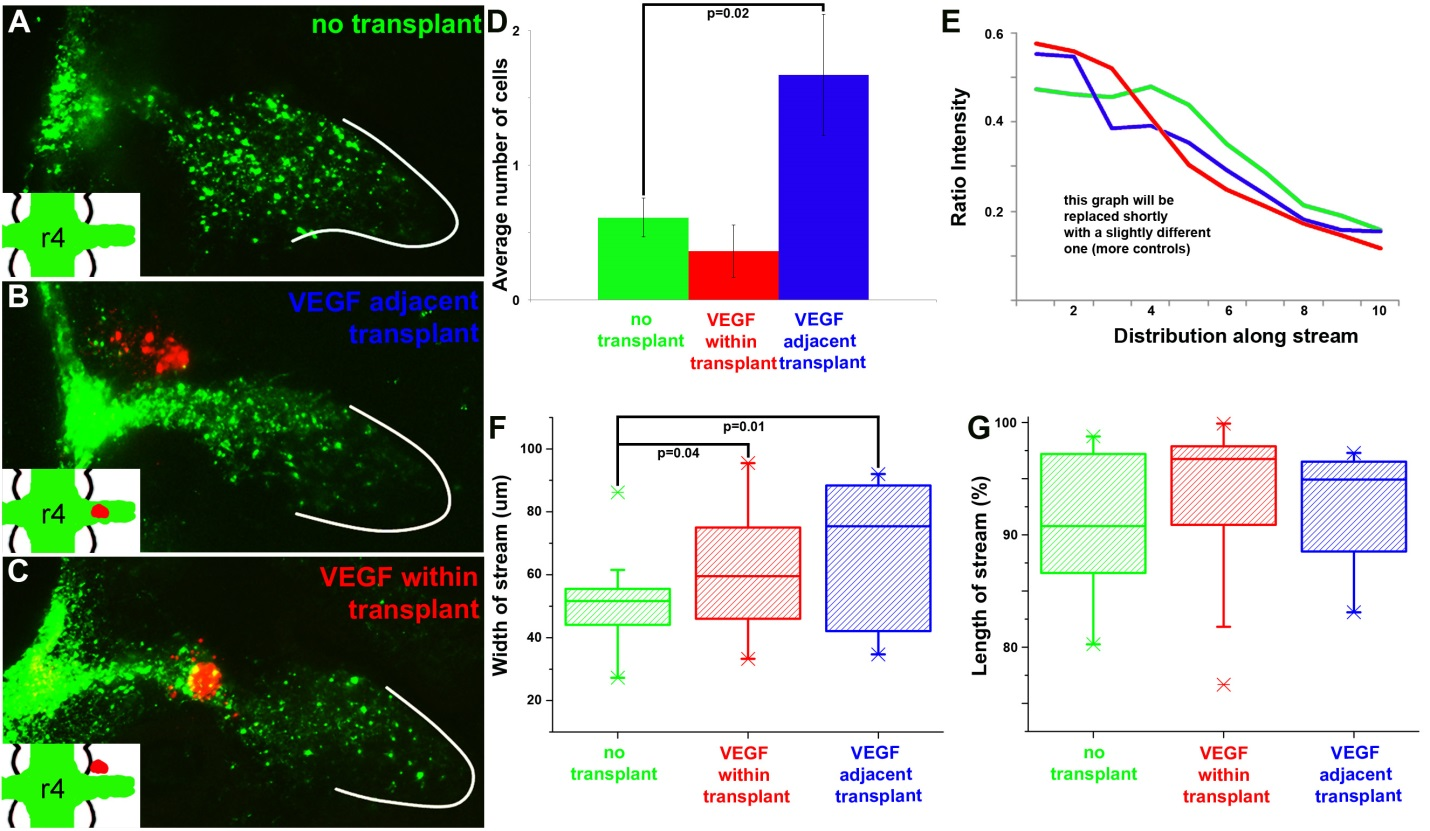 A
no transplant
r4
B
VEGF adjacent
transplant
r4
C
VEGF within
transplant
r4
D
p=0.02
2
1
0
Average number of cells
no
transplant
VEGF
within
transplant
VEGF
adjacent
transplant
E
0.6
0.4
0.2
Ratio Intensity
this graph will be
replaced shortly
with a slightly different
one (more controls)
2 4 6 8 10
Distribution along stream
F
p=0.01
p=0.04
100
80
60
40
20
Width of stream (um)
no
transplant
VEGF
within
transplant
VEGF
adjacent
transplant
G
100
90
80
Length of stream (%)
no
transplant
VEGF
within
transplant
VEGF
adjacent
transplant